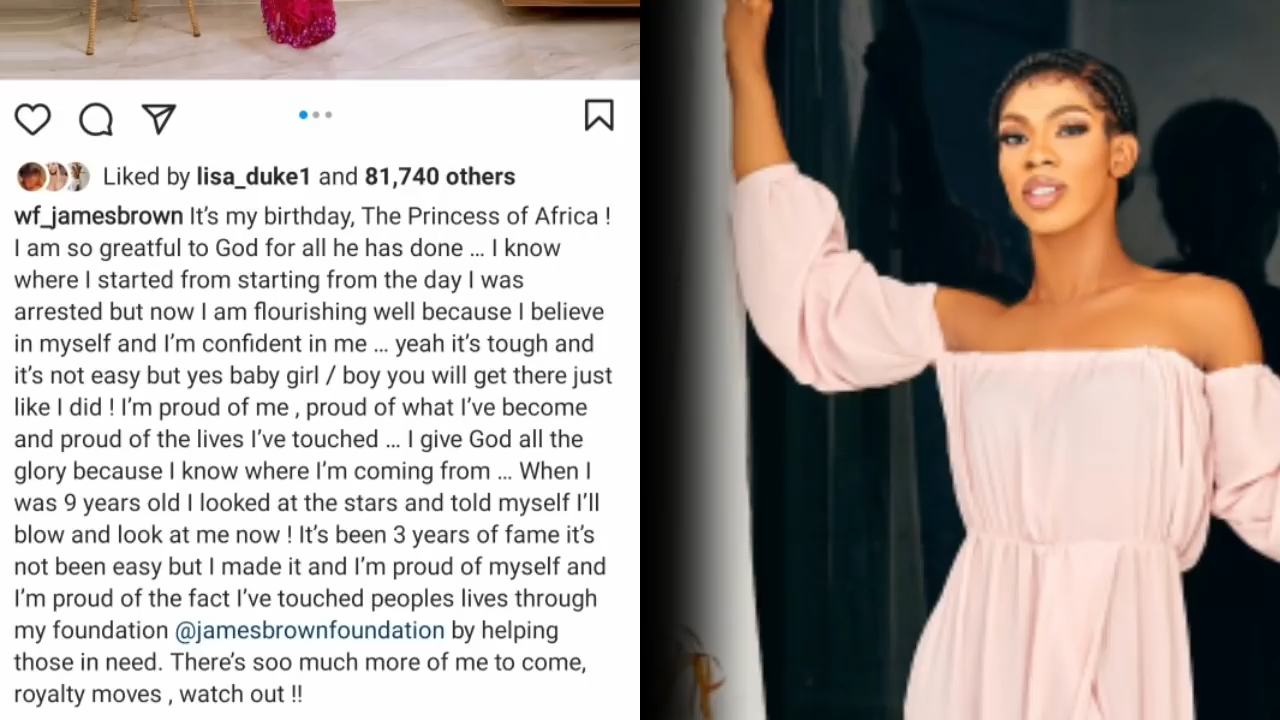 Liked by lisa_duke1 and 81,740 others
wf_jamesbrown It’s my birthday, The Princess of Africa !
I am so greatful to God for all he has done ... I know
where I started from starting from the day I was
arrested but now I am flourishing well because I believe
in myself and I’m confident in me ... yeah it’s tough and
it’s not easy but yes baby girl / boy you will get there just
like I did ! I’m proud of me , proud of what I’ve become
and proud of the lives I’ve touched ... I give God all the
glory because I know where I’m coming from ... When I
was 9 years old I looked at the stars and told myself I’ll
blow and look at me now ! It’s been 3 years of fame it’s
not been easy but I made it and I’m proud of myself and
I’m proud of the fact I’ve touched peoples lives through
my foundation @jamesbrownfoundation by helping
those in need. There’s soo much more of me to come,
royalty moves , watch out !!